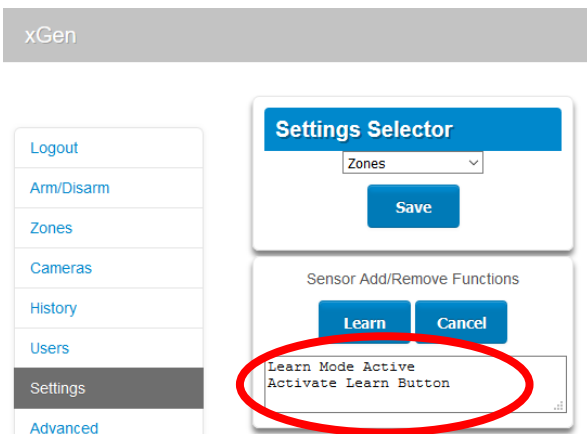 xGen
Logout
Arm/Disarm
Zones
Cameras
History
Users
Settings
Advanced
Settings Selector
Zones
Save
Sensor Add/Remove Functions
Learn Cancel
Learn Mode Active
Activate Learn Button